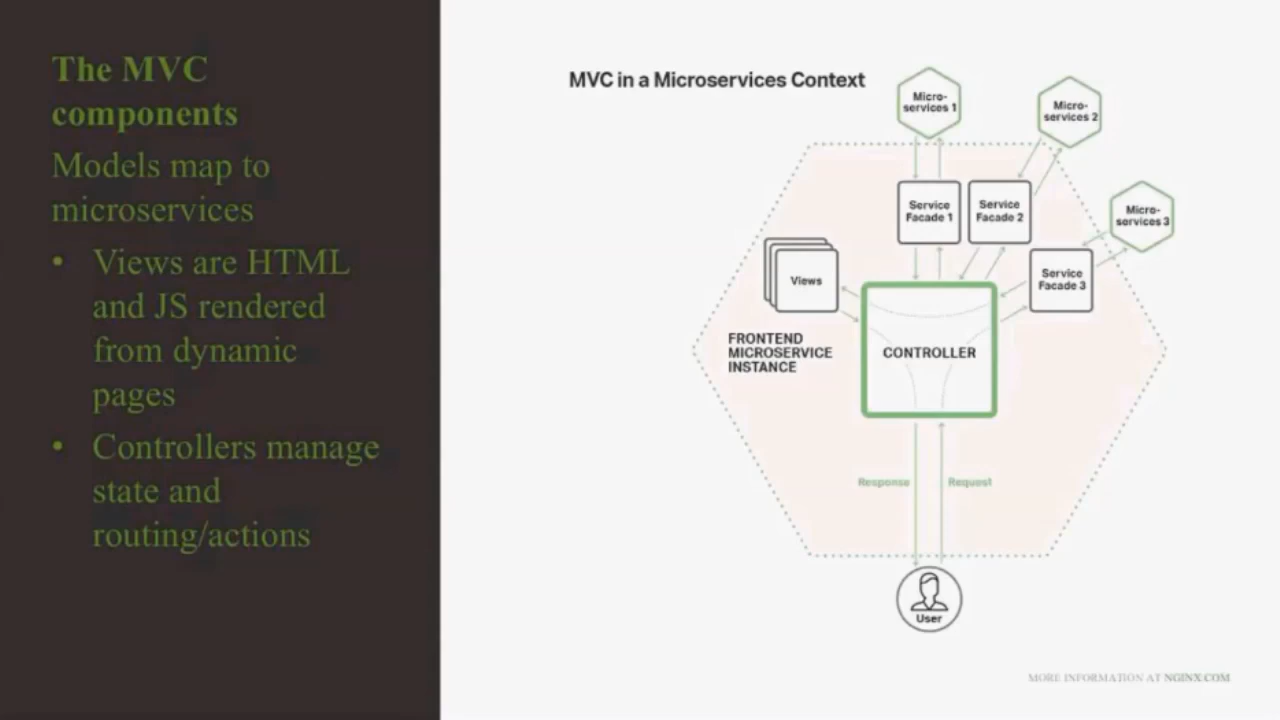 The MVC
components
Models map to
microservices
• Views are HTML
and JS rendered
from dynamic
pages
• Controllers manage
state and
routing/actions
MVC in a Microservices Context
Micro-
services 1
Micro-
services 2
Micro-
services 3
Service
Facade 1
Service
Facade 2
Service
Facade 3
Views
FRONTEND
MICROSERVICE
INSTANCE
CONTROLLER
Response
Request
User
MORE INFORMATION AT NGINX.COM